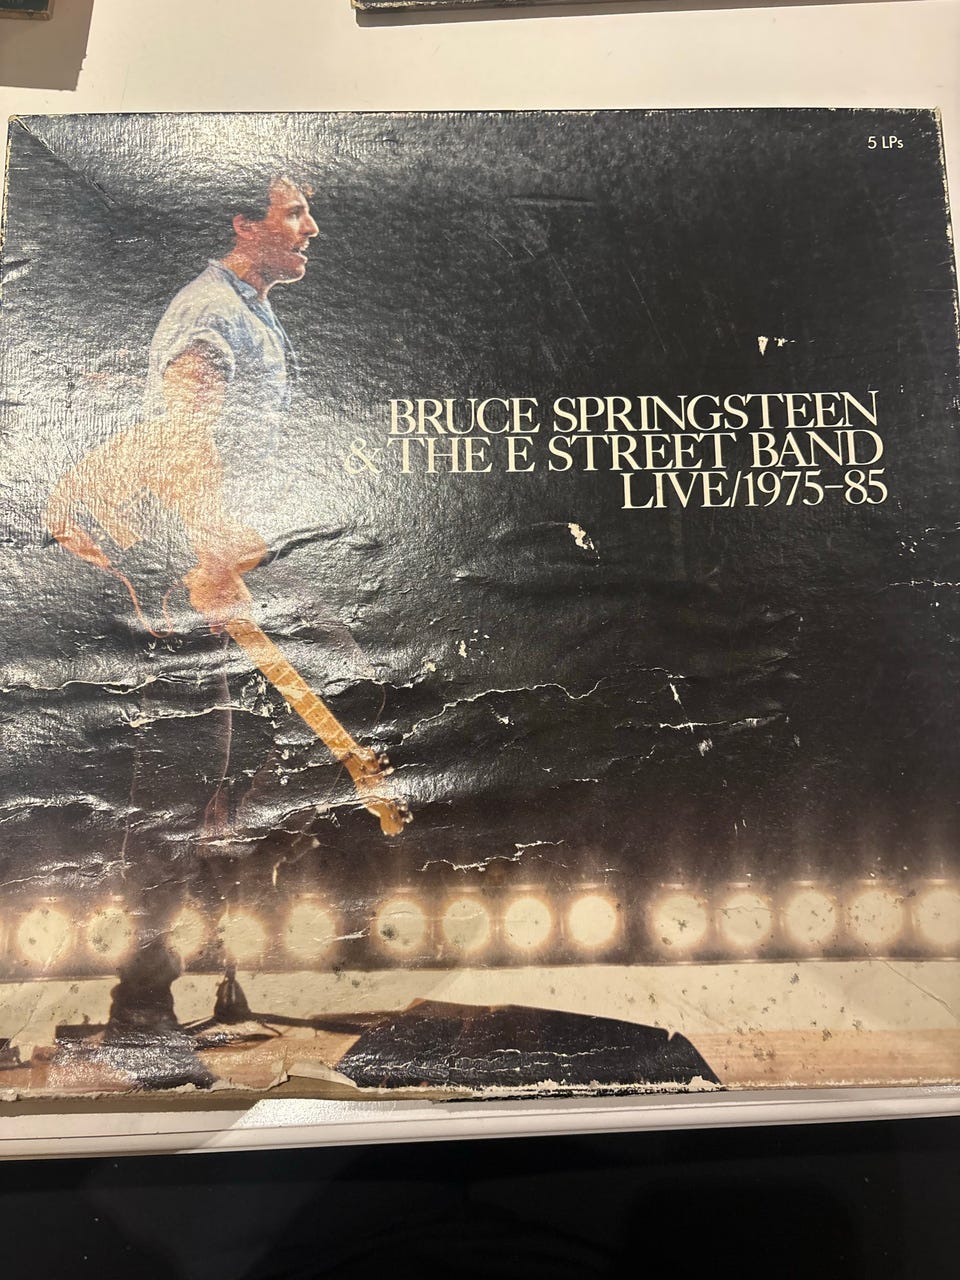 5 LPs
BRUCE SPRINGSTEEN
& THE E STREET BAND
LIVE/1975-85